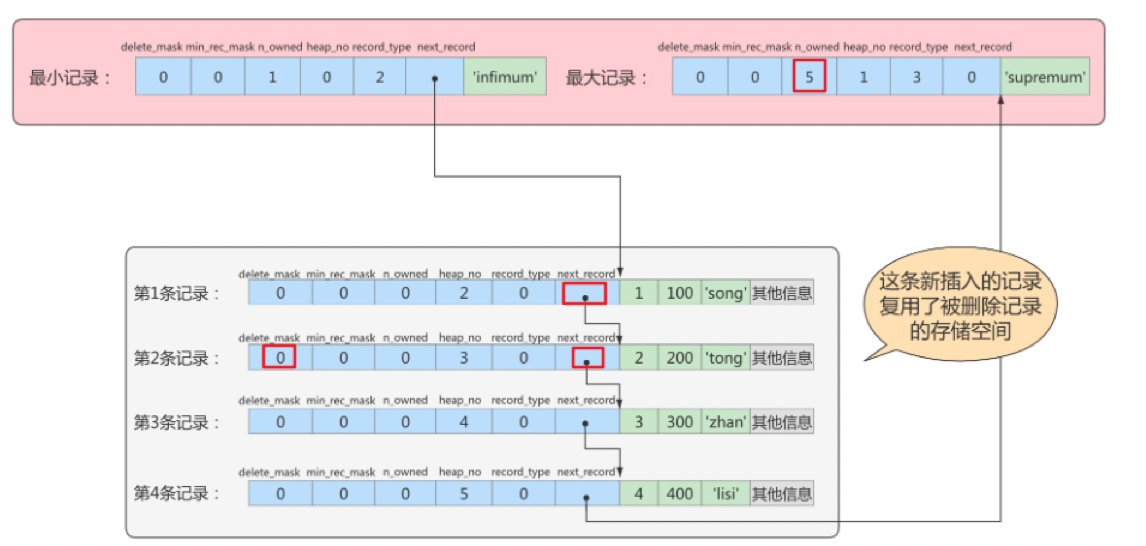 delete_mask min_rec_mask n_owned heap_no record_type next_record
最小记录： 0 0 1 0 2 'infimum'
delete_mask min_rec_mask n_owned heap_no record_type next_record
最大记录： 0 0 5 1 3 0 'supremum'
delete_mask min_rec_mask n_owned heap_no record_type next_record
第1条记录： 0 0 0 2 0 1 100 'song' 其他信息
delete_mask min_rec_mask n_owned heap_no record_type next_record
第2条记录： 0 0 0 3 0 2 200 'tong' 其他信息
delete_mask min_rec_mask n_owned heap_no record_type next_record
第3条记录： 0 0 0 4 0 3 300 'zhan' 其他信息
delete_mask min_rec_mask n_owned heap_no record_type next_record
第4条记录： 0 0 0 5 0 4 400 'lisi' 其他信息
这条新插入的记录
复用了被删除记录
的存储空间